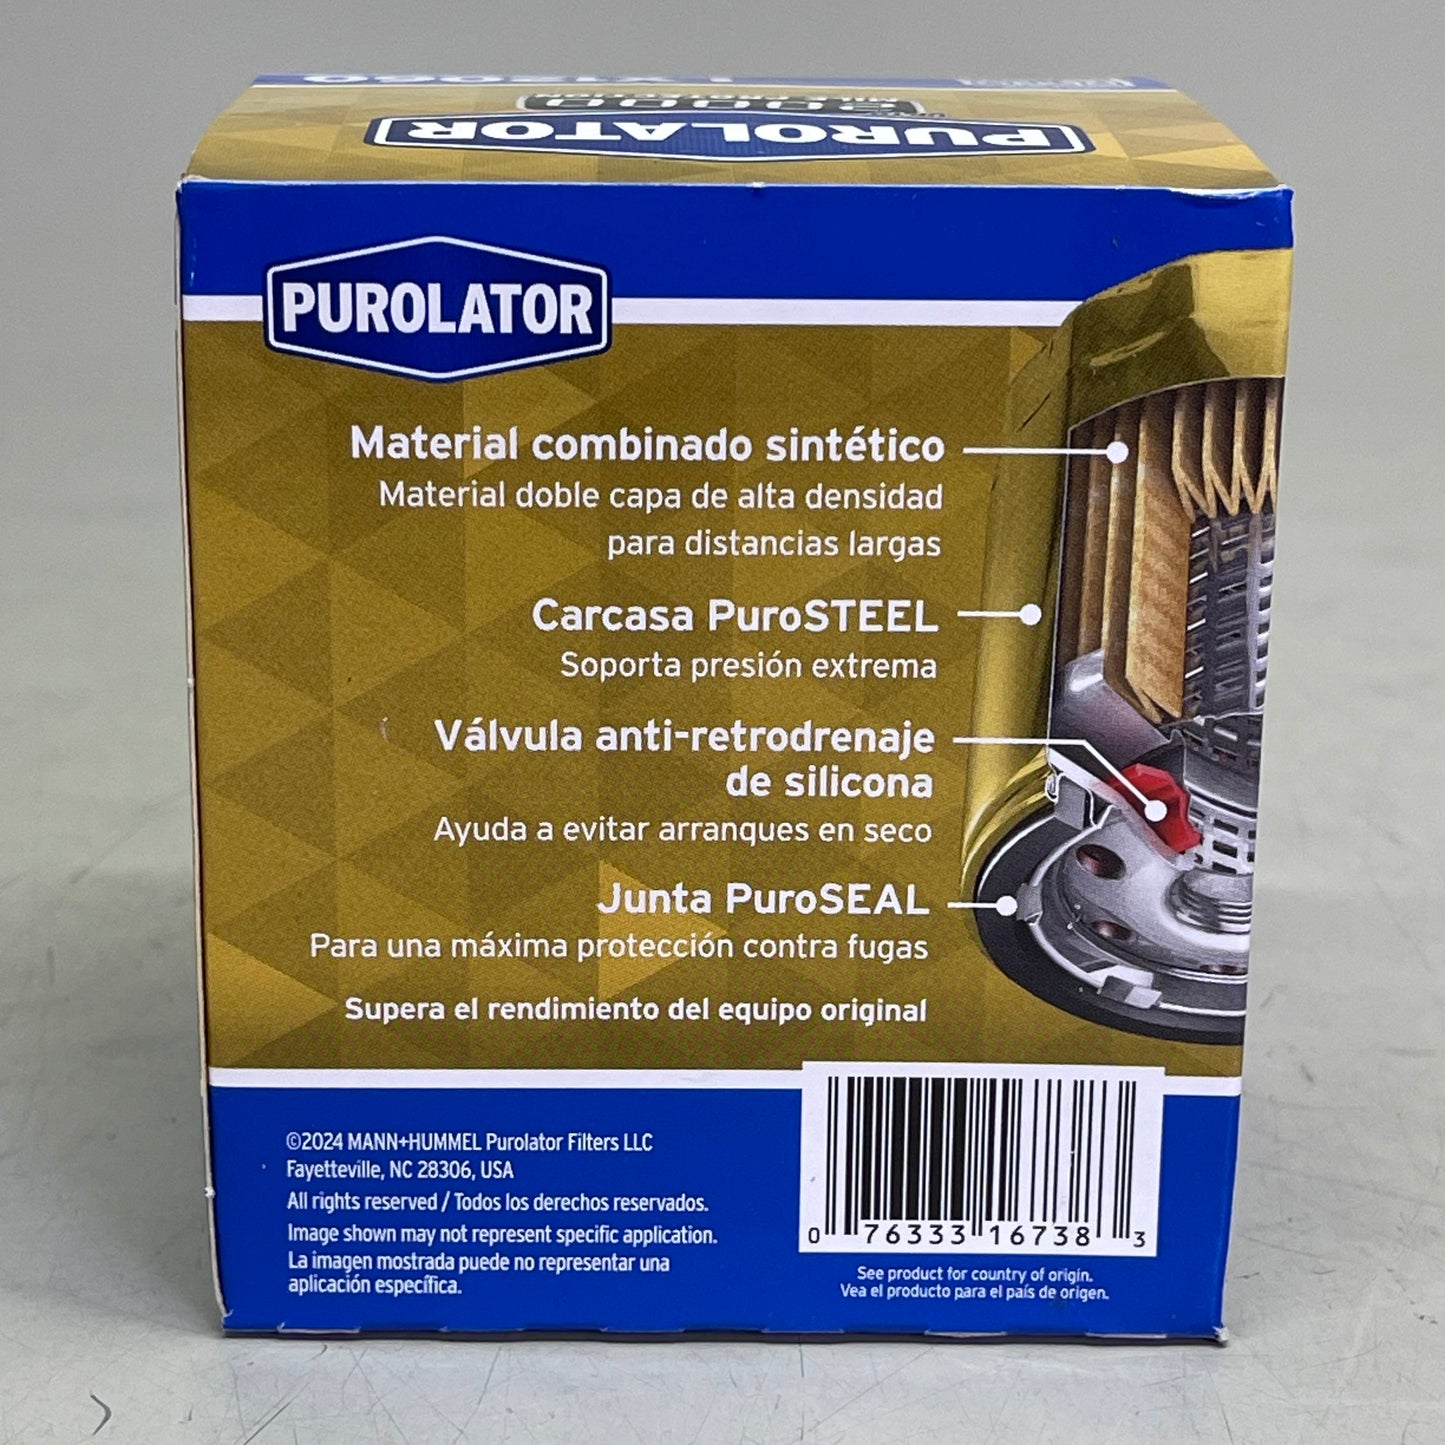 PUROLATOR
PUROLATOR
Material combinado sintético
Material doble capa de alta densidad
para distancias largas
Carcasa PuroSTEEL
Soporta presión extrema
Válvula anti-retrodrenaje
de silicona
Ayuda a evitar arranques en seco
Junta PuroSEAL
Para una máxima protección contra fugas
Supera el rendimiento del equipo original
©2024 MANN+HUMMEL Purolator Filters LLC
Fayetteville, NC 28306, USA
All rights reserved / Todos los derechos reservados.
Image shown may not represent specific application.
La imagen mostrada puede no representar una
aplicación específica.
0 76333 16738 3
See product for country of origin.
Vea el producto para el país de origen.